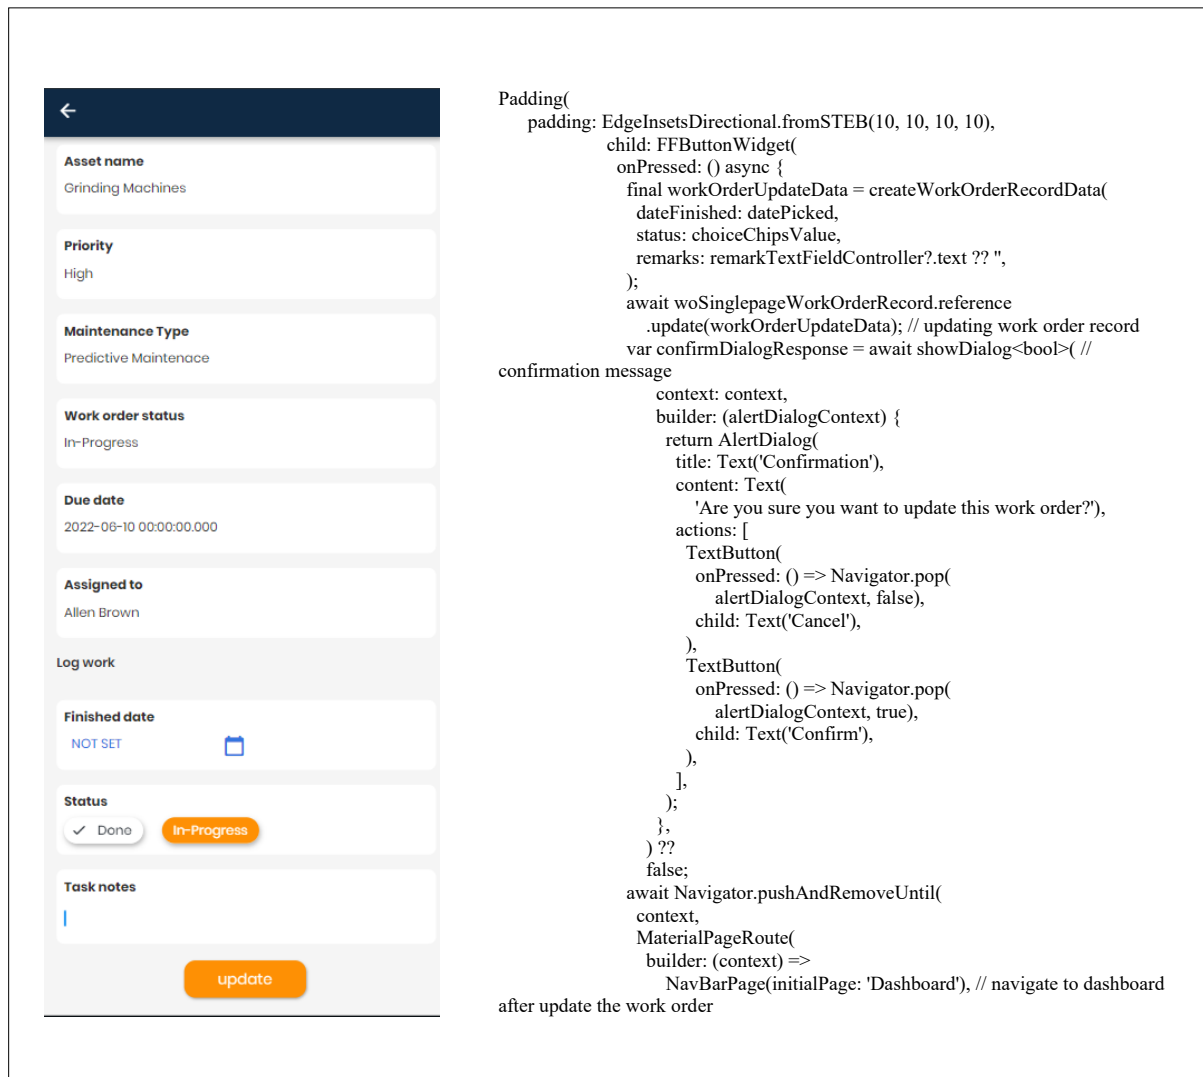 Asset name
Grinding Machines
Priority
High
Maintenance Type
Predictive Maintenace
Work order status
In-Progress
Due date
2022-06-10 00:00:00.000
Assigned to
Allen Brown
Log work
Finished date
NOT SET
Status
Done In-Progress
Task notes
update
Padding(
padding: EdgeInsetsDirectional.fromSTEB(10, 10, 10, 10),
child: FFButtonWidget(
onPressed: () async {
final workOrderUpdateData = createWorkOrderRecordData(
dateFinished: datePicked,
status: choiceChipsValue,
remarks: remarkTextFieldController?.text ?? '',
);
await woSinglepageWorkOrderRecord.reference
.update(workOrderUpdateData); // updating work order record
var confirmDialogResponse = await showDialog<bool>( //
confirmation message
context: context,
builder: (alertDialogContext) {
return AlertDialog(
title: Text('Confirmation'),
content: Text(
'Are you sure you want to update this work order?'),
actions: [
TextButton(
onPressed: () => Navigator.pop(
alertDialogContext, false),
child: Text('Cancel'),
),
TextButton(
onPressed: () => Navigator.pop(
alertDialogContext, true),
child: Text('Confirm'),
),
],
);
},
) ??
false;
await Navigator.pushAndRemoveUntil(
context,
MaterialPageRoute(
builder: (context) =>
NavBarPage(initialPage: 'Dashboard'), // navigate to dashboard
after update the work order